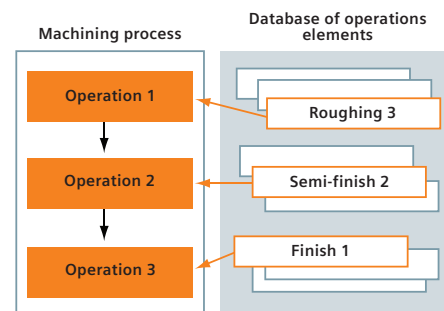 Machining process
Database of operations
elements
Operation 1
Roughing 3
Operation 2
Semi-finish 2
Operation 3
Finish 1